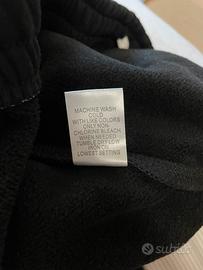 MACHINE WASH
COLD
WITH LIKE COLORS
ONLY NON-
CHLORINE BLEACH
WHEN NEEDED
TUMBLE DRY LOW
IRON ON
LOWEST SETTING
subito